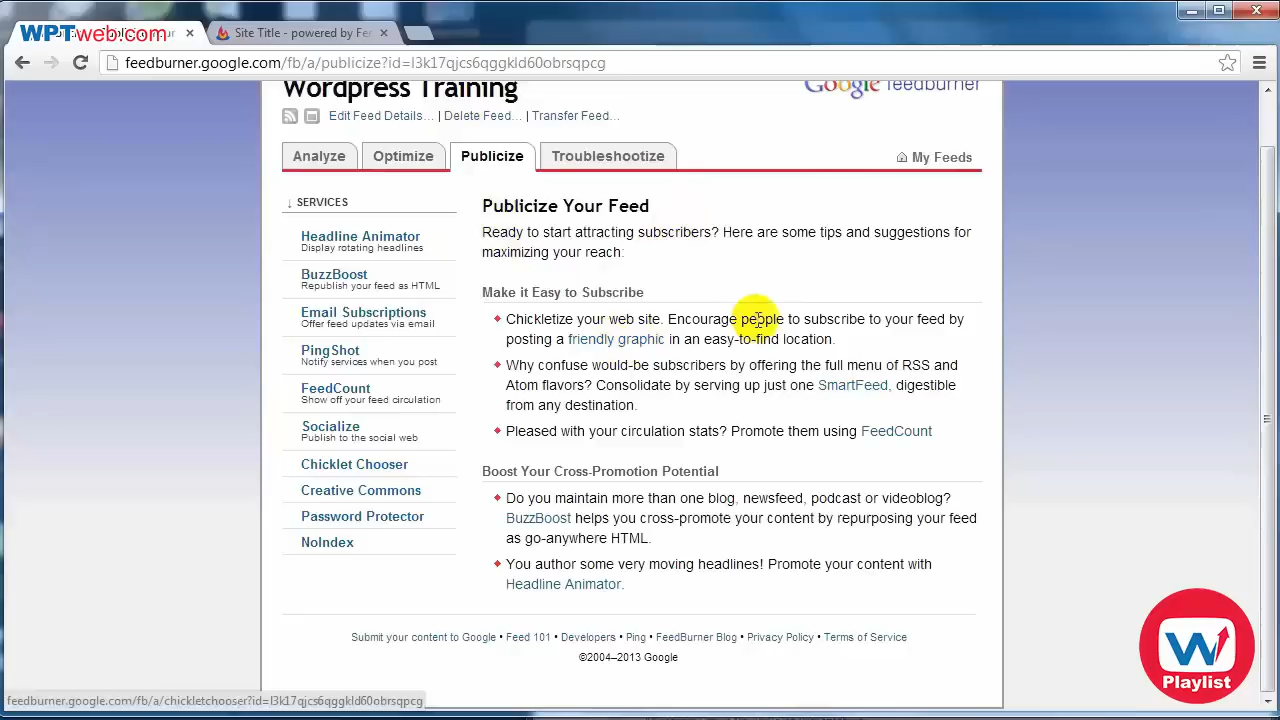 WPTweb.com
Site Title - powered by Fe
feedburner.google.com/fb/a/publicize?id=l3k17qjcs6qggkld60obrsqpcg
Wordpress Training
Google feedburner
Edit Feed Details... | Delete Feed... | Transfer Feed...
Analyze
Optimize
Publicize
Troubleshootize
My Feeds
↓ SERVICES
Headline Animator
Display rotating headlines
BuzzBoost
Republish your feed as HTML
Email Subscriptions
Offer feed updates via email
PingShot
Notify services when you post
FeedCount
Show off your feed circulation
Socialize
Publish to the social web
Chicklet Chooser
Creative Commons
Password Protector
NoIndex
Publicize Your Feed
Ready to start attracting subscribers? Here are some tips and suggestions for
maximizing your reach:
Make it Easy to Subscribe
Chickletize your web site. Encourage people to subscribe to your feed by
posting a friendly graphic in an easy-to-find location.
Why confuse would-be subscribers by offering the full menu of RSS and
Atom flavors? Consolidate by serving up just one SmartFeed, digestible
from any destination.
Pleased with your circulation stats? Promote them using FeedCount
Boost Your Cross-Promotion Potential
Do you maintain more than one blog, newsfeed, podcast or videoblog?
BuzzBoost helps you cross-promote your content by repurposing your feed
as go-anywhere HTML.
You author some very moving headlines! Promote your content with
Headline Animator.
Submit your content to Google • Feed 101 • Developers • Ping • FeedBurner Blog • Privacy Policy • Terms of Service
©2004–2013 Google
feedburner.google.com/fb/a/chickletchooser?id=l3k17qjcs6qggkld60obrsqpcg
W
Playlist